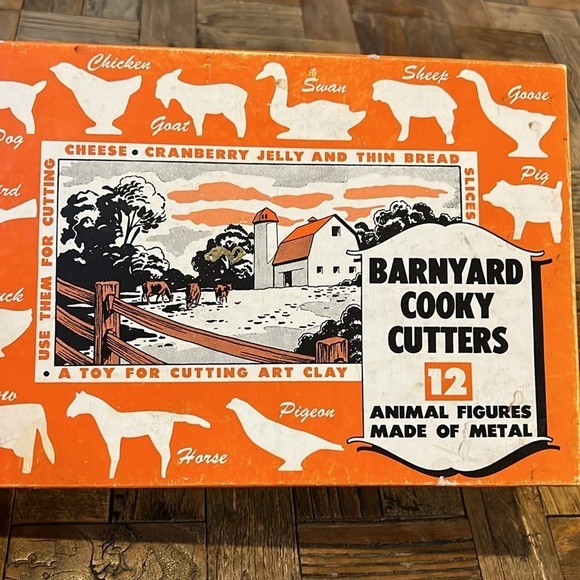 Chicken
Goat
Swan
Sheep
Goose
Dog
Pig
USE THEM FOR CUTTING
CHEESE • CRANBERRY JELLY AND THIN BREAD
SLICES
• A TOY FOR CUTTING ART CLAY
BARNYARD
COOKY
CUTTERS
12
ANIMAL FIGURES
MADE OF METAL
Horse
Pigeon